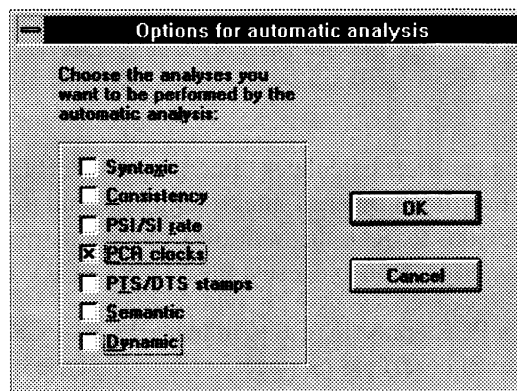 Options for automatic analysis
Choose the analyses you
want to be performed by the
automatic analysis:
Syntaxic
Consistency
PSI/SI rate
PCR clocks
PTS/DTS stamps
Semantic
Dynamic
OK
Cancel